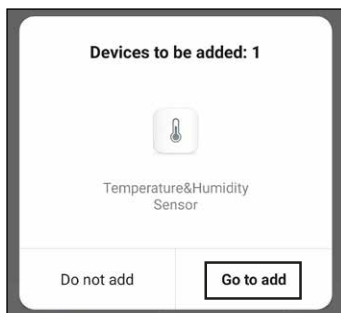 Devices to be added: 1
Temperature&Humidity
Sensor
Do not add
Go to add